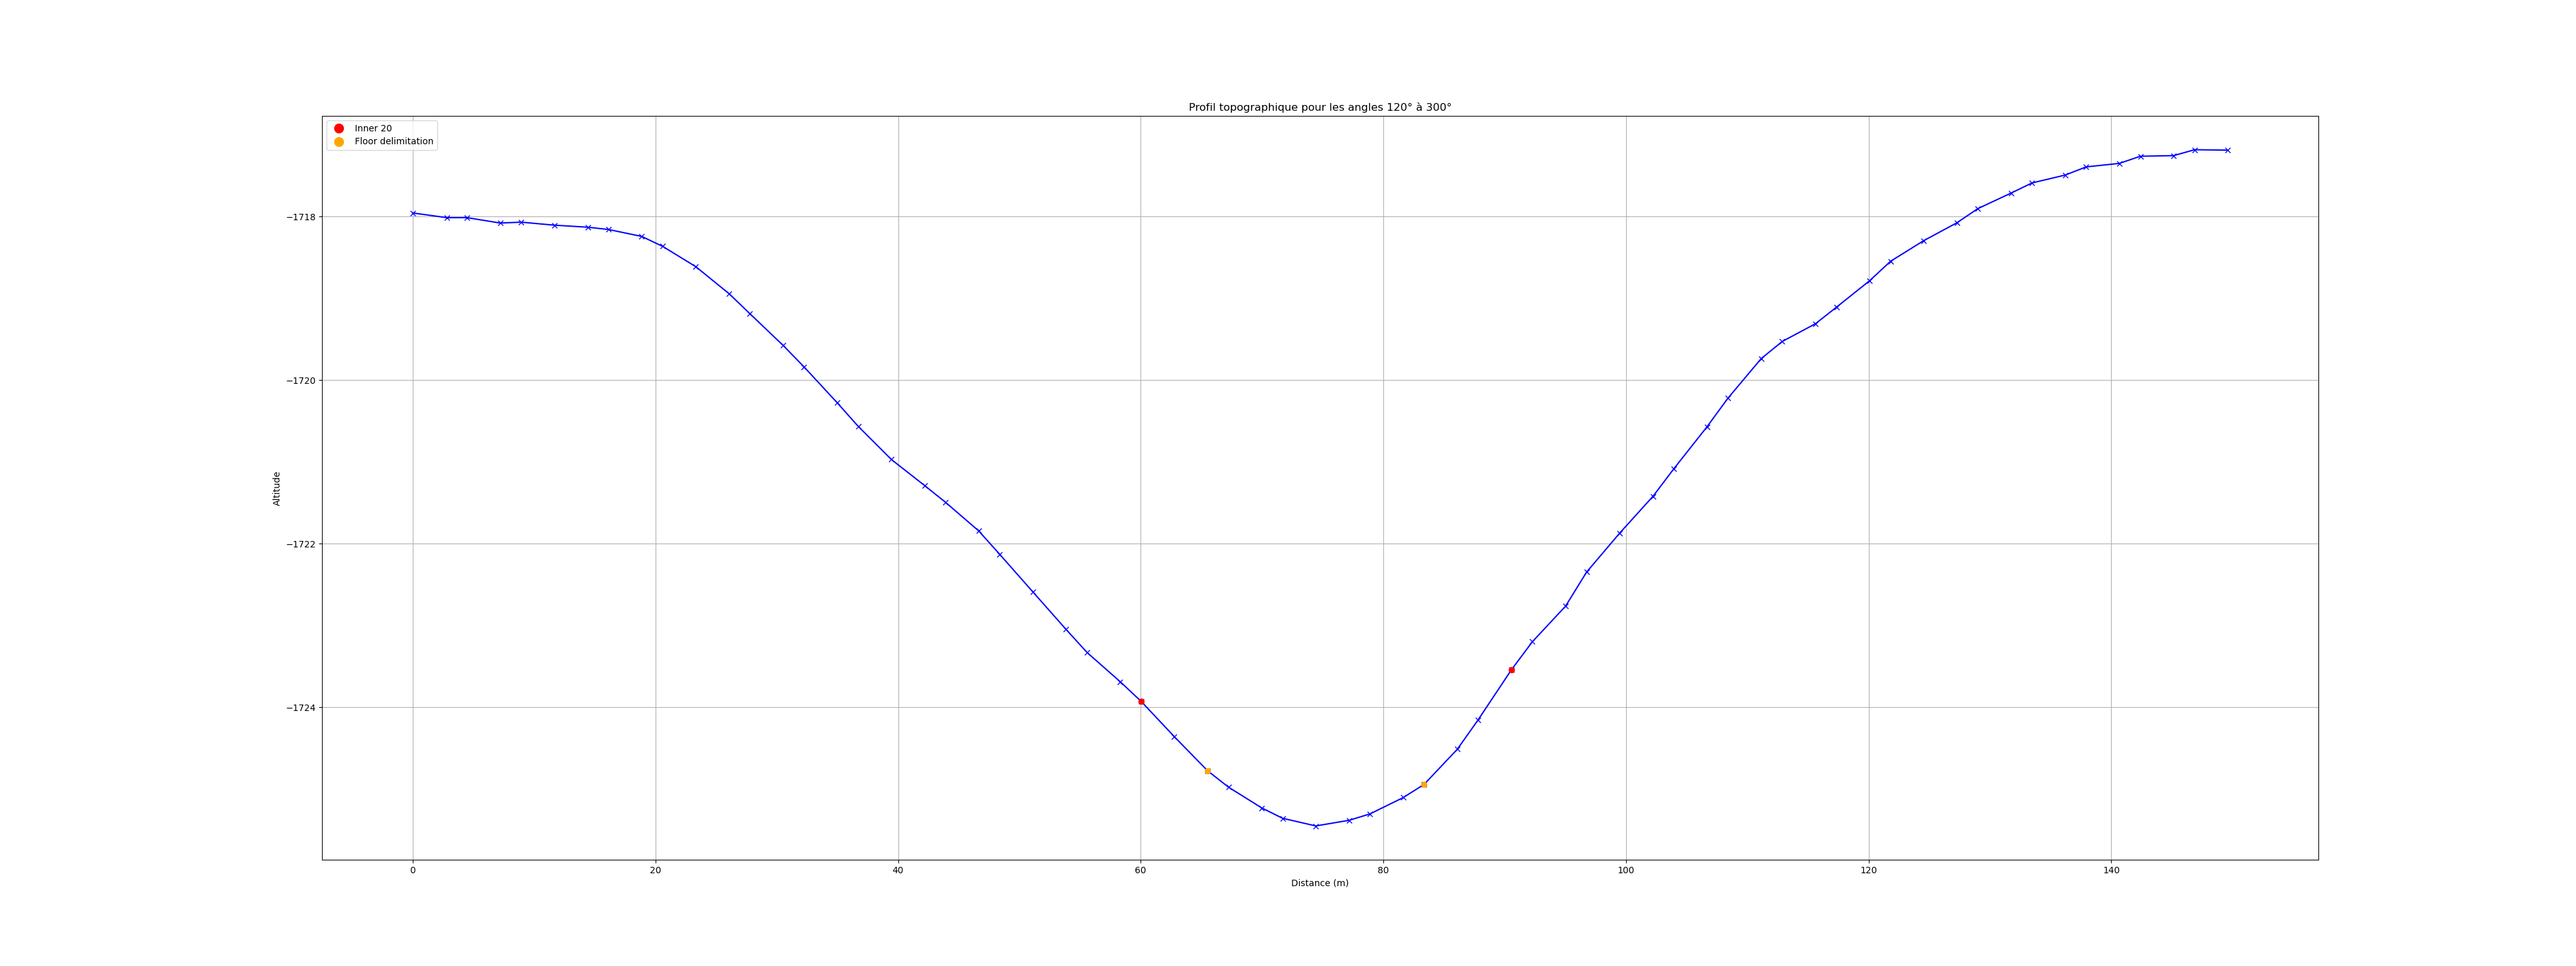 Profil topographique pour les angles 120° à 300°
Inner 20
Floor delimitation
−1718
−1720
−1722
−1724
Altitude
0 20 40 60 80 100 120 140
Distance (m)